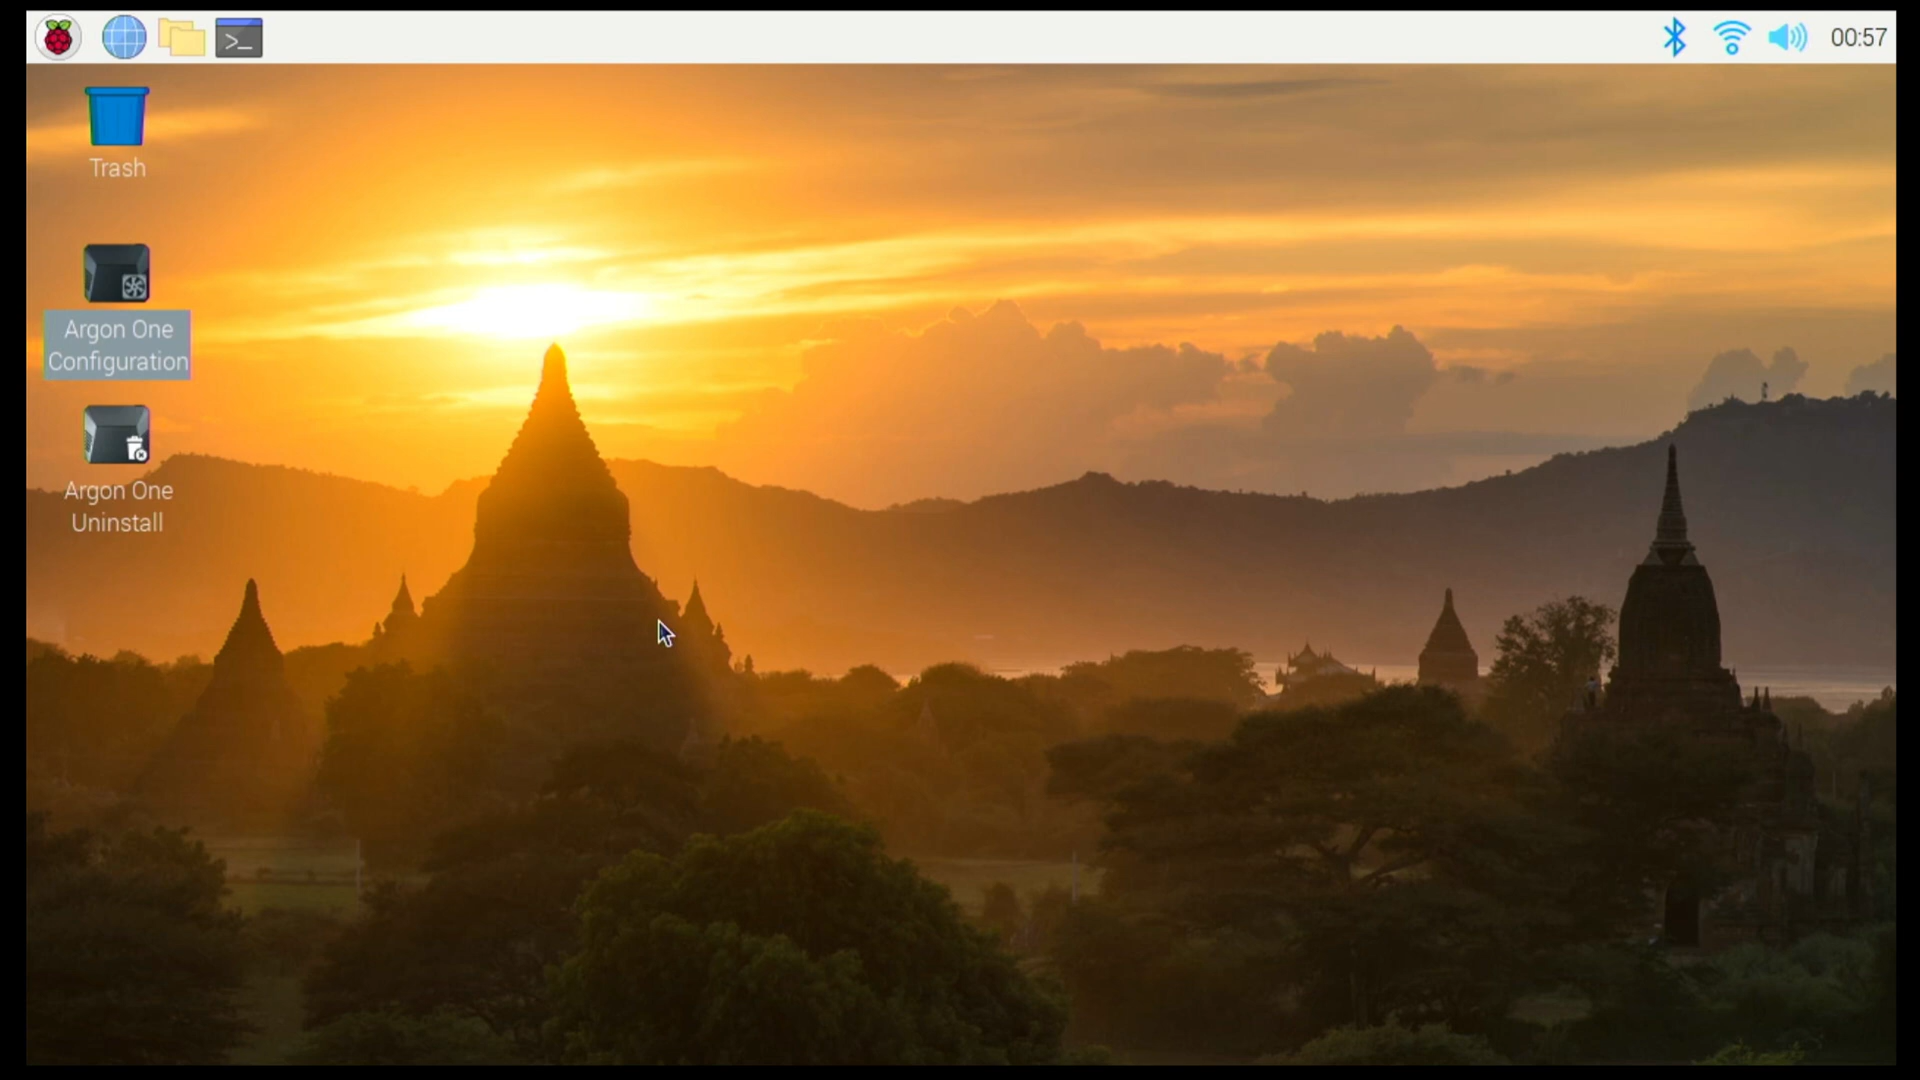 >_
00:57
Trash
Argon One
Configuration
Argon One
Uninstall